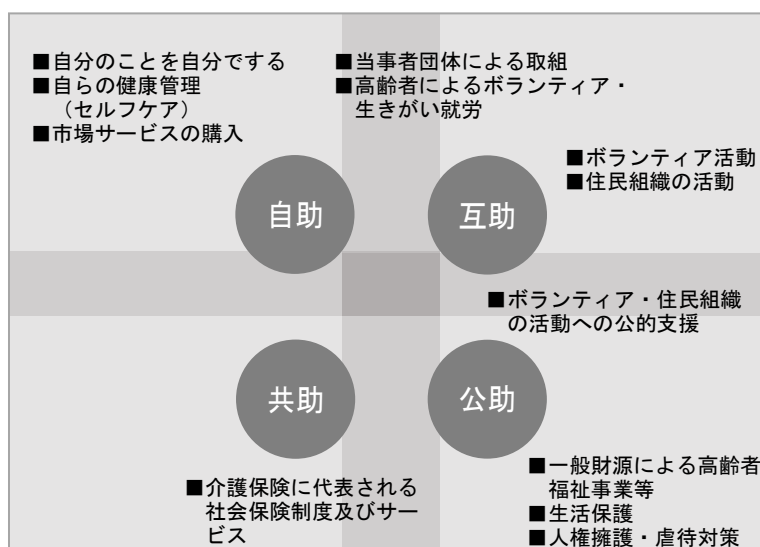 ■自分のことを自分でする
■自らの健康管理
（セルフケア）
■市場サービスの購入
■当事者団体による取組
■高齢者によるボランティア・
生きがい就労
■ボランティア活動
■住民組織の活動
自助
互助
■ボランティア・住民組織
の活動への公的支援
共助
公助
■介護保険に代表される
社会保険制度及びサー
ビス
■一般財源による高齢者
福祉事業等
■生活保護
■人権擁護・虐待対策